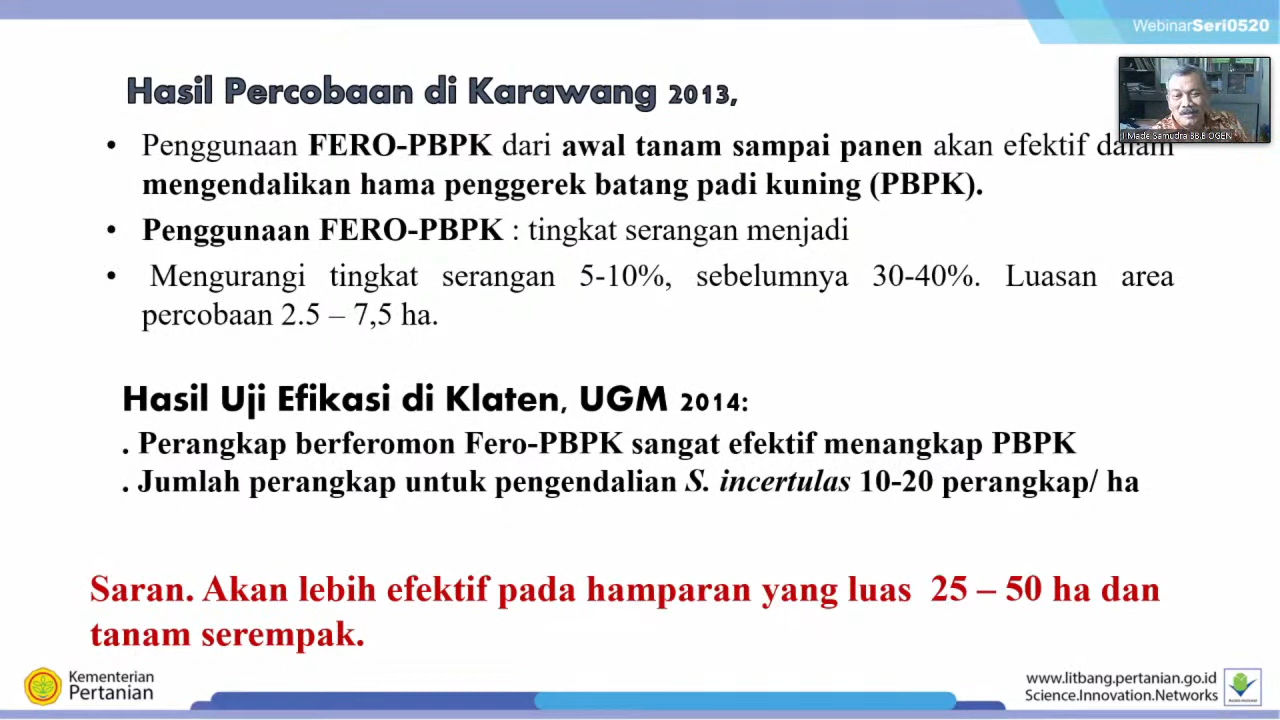 WebinarSeri0520
Hasil Percobaan di Karawang 2013,
I Made Samudra BB.BIOGEN
• Penggunaan FERO-PBPK dari awal tanam sampai panen akan efektif dalam
mengendalikan hama penggerek batang padi kuning (PBPK).
• Penggunaan FERO-PBPK : tingkat serangan menjadi
• Mengurangi tingkat serangan 5-10%, sebelumnya 30-40%. Luasan area
percobaan 2.5 – 7,5 ha.
Hasil Uji Efikasi di Klaten, UGM 2014:
. Perangkap berferomon Fero-PBPK sangat efektif menangkap PBPK
. Jumlah perangkap untuk pengendalian S. incertulas 10-20 perangkap/ ha
Saran. Akan lebih efektif pada hamparan yang luas 25 – 50 ha dan
tanam serempak.
Kementerian
Pertanian
www.litbang.pertanian.go.id
Science.Innovation.Networks